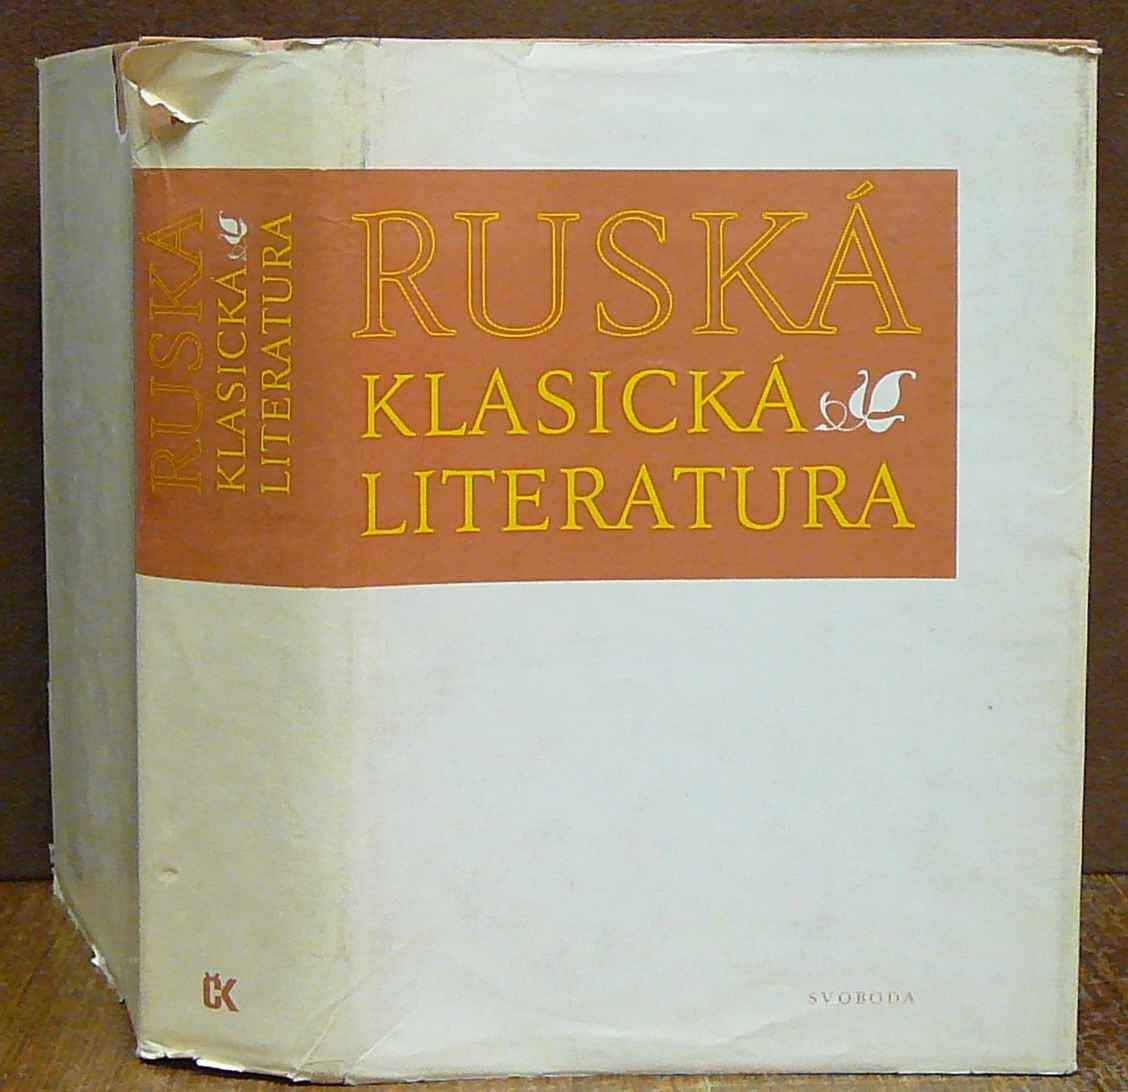 RUSKÁ
KLASICKÁ
LITERATURA
RUSKÁ
KLASICKÁ
LITERATURA
ČK
SVOBODA